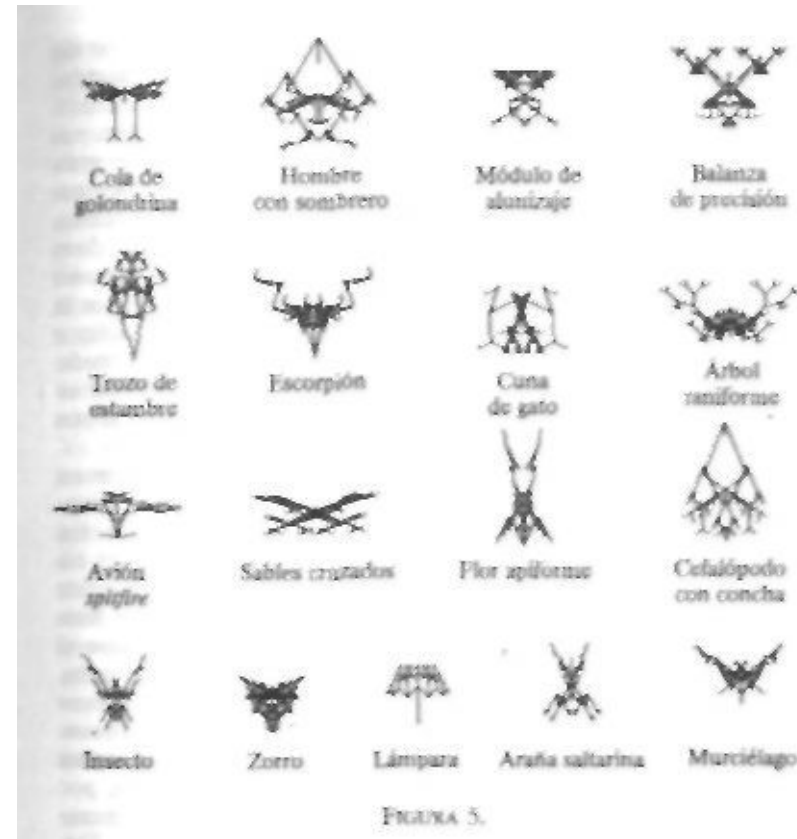 Cola de
golondrina
Hombre
con sombrero
Módulo de
alunizaje
Balanza
de precisión
Trozo de
estambre
Escorpión
Cuna
de gato
Árbol
raniforme
Avión
spitfire
Sables cruzados
Flor apiforme
Cefalópodo
con concha
Insecto
Zorro
Lámpara
Araña saltarina
Murciélago
FIGURA 5.